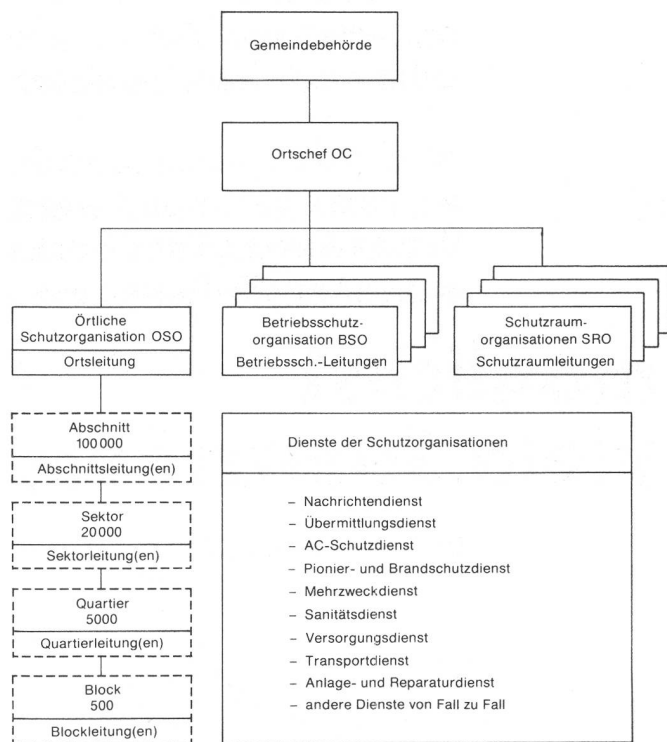 Gemeindebehörde
Ortschef OC
Örtliche
Schutzorganisation OSO
Ortsleitung
Betriebsschutz-
organisation BSO
Betriebssch.-Leitungen
Schutzraum-
organisationen SRO
Schutzraumleitungen
Abschnitt
100 000
Abschnittsleitung(en)
Sektor
20 000
Sektorleitung(en)
Quartier
5000
Quartierleitung(en)
Block
500
Blockleitung(en)
Dienste der Schutzorganisationen
– Nachrichtendienst
– Übermittlungsdienst
– AC-Schutzdienst
– Pionier- und Brandschutzdienst
– Mehrzweckdienst
– Sanitätsdienst
– Versorgungsdienst
– Transportdienst
– Anlage- und Reparaturdienst
– andere Dienste von Fall zu Fall